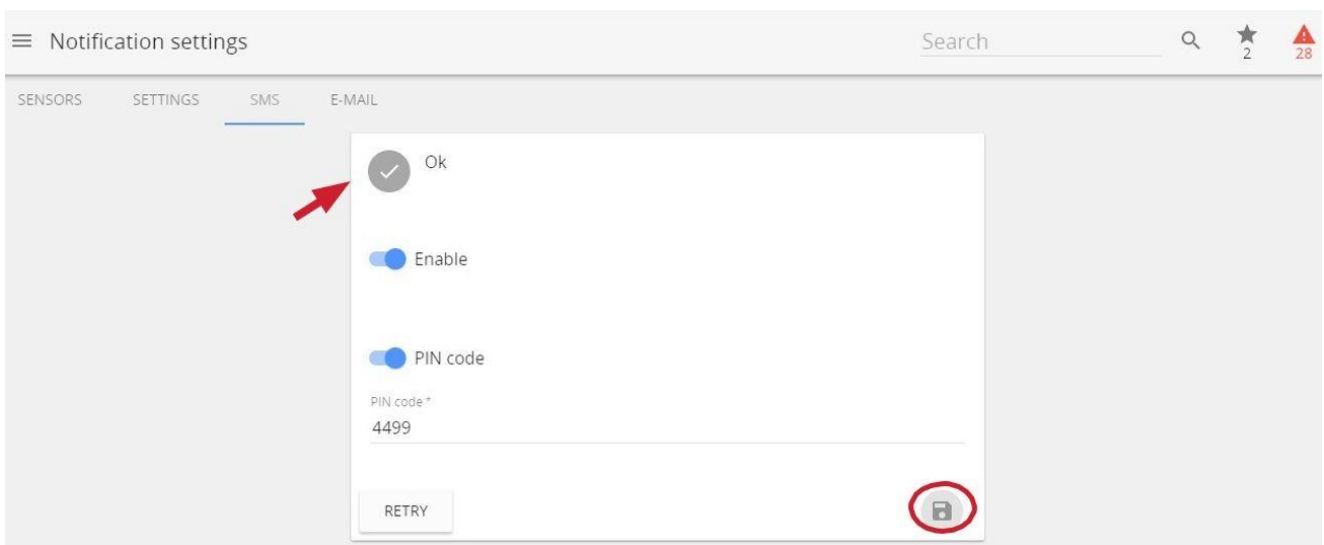 Notification settings
Search
2
28
SENSORS SETTINGS SMS E-MAIL
Ok
Enable
PIN code
PIN code *
4499
RETRY